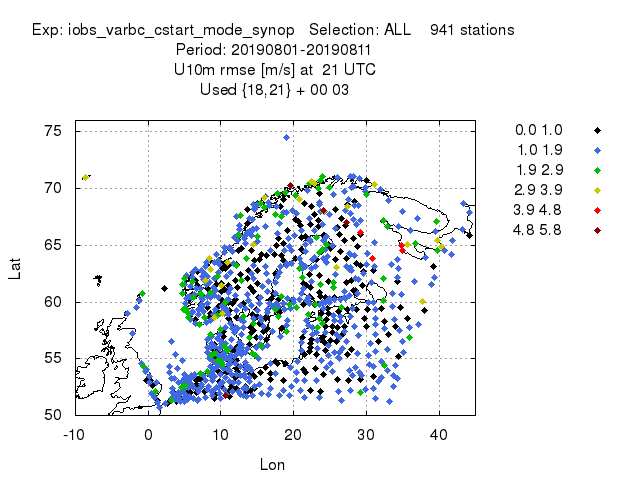 Exp: iobs_varbc_cstart_mode_synop   Selection: ALL    941 stations
Period: 20190801-20190811
U10m rmse [m/s] at  21 UTC
Used {18,21} + 00 03
0.0 1.0
1.0 1.9
1.9 2.9
2.9 3.9
3.9 4.8
4.8 5.8
Lat
75
70
65
60
55
50
-10 0 10 20 30 40
Lon